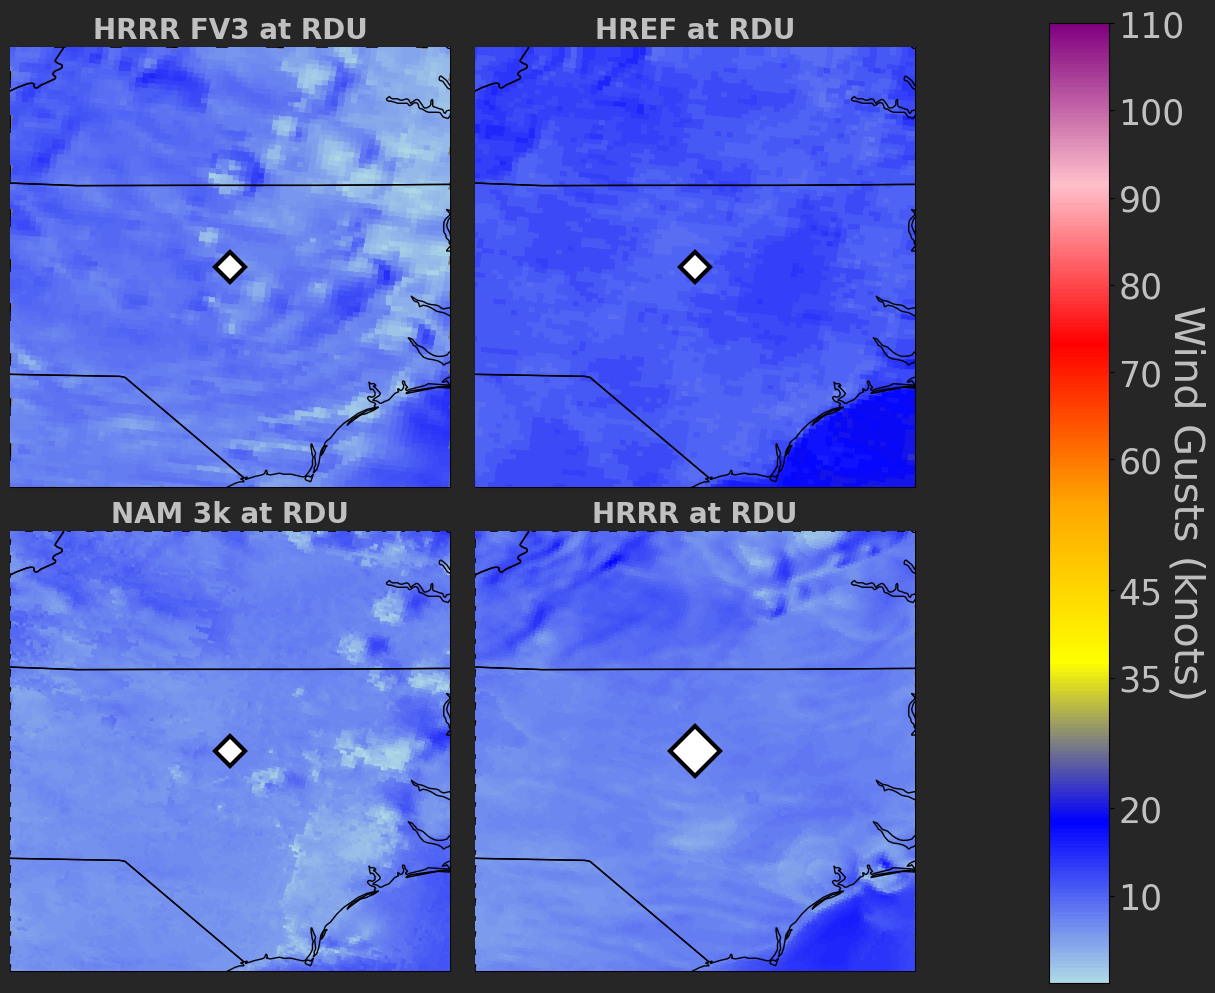 HRRR FV3 at RDU
HREF at RDU
NAM 3k at RDU
HRRR at RDU
110
100
90
80
70
60
45
35
20
10
Wind Gusts (knots)